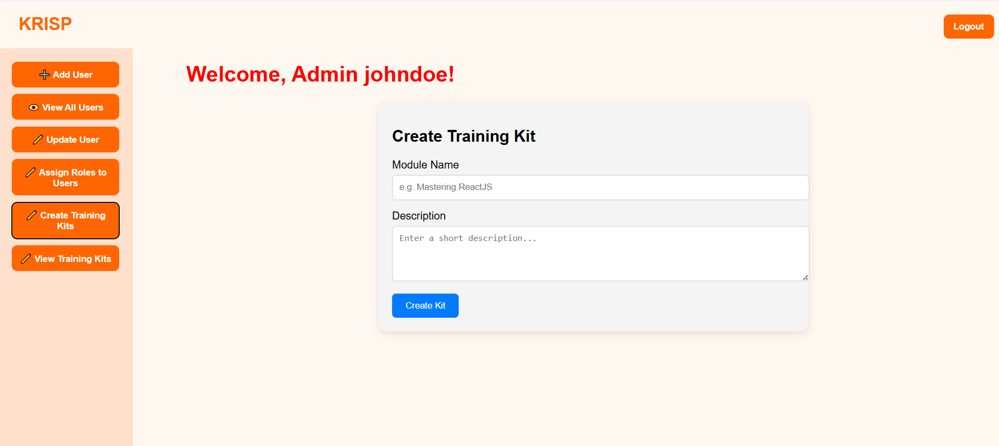 KRISP
Logout
➕ Add User
👁️ View All Users
✏️ Update User
✏️ Assign Roles to
Users
✏️ Create Training
Kits
✏️ View Training Kits
Welcome, Admin johndoe!
Create Training Kit
Module Name
e.g. Mastering ReactJS
Description
Enter a short description...
Create Kit